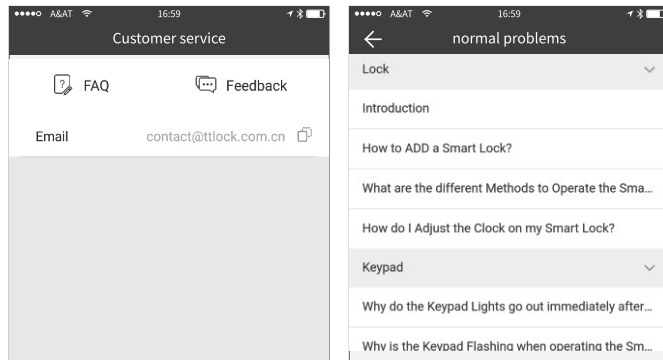 A&AT 16:59
Customer service
FAQ Feedback
Email contact@ttlock.com.cn
A&AT 16:59
normal problems
Lock
Introduction
How to ADD a Smart Lock?
What are the different Methods to Operate the Sma...
How do I Adjust the Clock on my Smart Lock?
Keypad
Why do the Keypad Lights go out immediately after...
Why is the Keypad Flashing when operating the Sm...